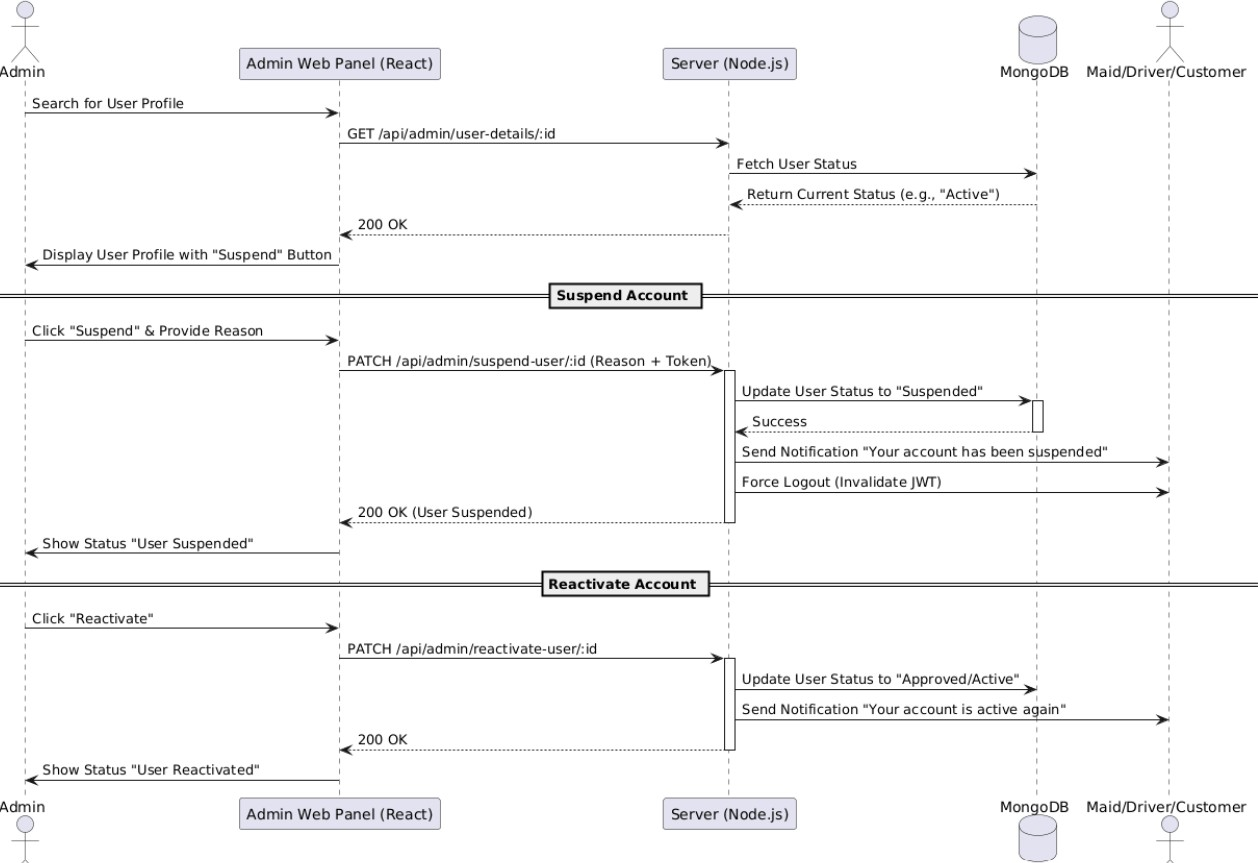 Admin
Admin Web Panel (React)
Server (Node.js)
MongoDB
Maid/Driver/Customer
Search for User Profile
GET /api/admin/user-details/:id
Fetch User Status
Return Current Status (e.g., "Active")
200 OK
Display User Profile with "Suspend" Button
Suspend Account
Click "Suspend" & Provide Reason
PATCH /api/admin/suspend-user/:id (Reason + Token)
Update User Status to "Suspended"
Success
Send Notification "Your account has been suspended"
Force Logout (Invalidate JWT)
200 OK (User Suspended)
Show Status "User Suspended"
Reactivate Account
Click "Reactivate"
PATCH /api/admin/reactivate-user/:id
Update User Status to "Approved/Active"
Send Notification "Your account is active again"
200 OK
Show Status "User Reactivated"
Admin
Admin Web Panel (React)
Server (Node.js)
MongoDB
Maid/Driver/Customer